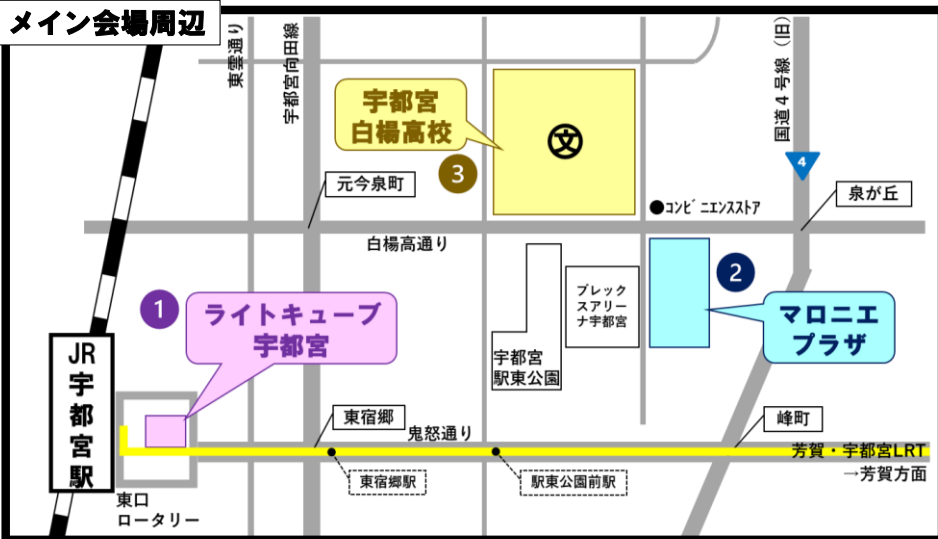 メイン会場周辺
東雲通り
宇都宮向田線
国道4号線（旧）
4
宇都宮
白楊高校
文
3
元今泉町
●コンビニエンスストア
泉が丘
白楊高通り
1
ライトキューブ
宇都宮
ブレック
スアリー
ナ宇都宮
2
マロニエ
プラザ
宇都宮
駅東公園
JR
宇
都
宮
駅
東宿郷
鬼怒通り
峰町
芳賀・宇都宮LRT
→芳賀方面
東宿郷駅
駅東公園前駅
東口
ロータリー